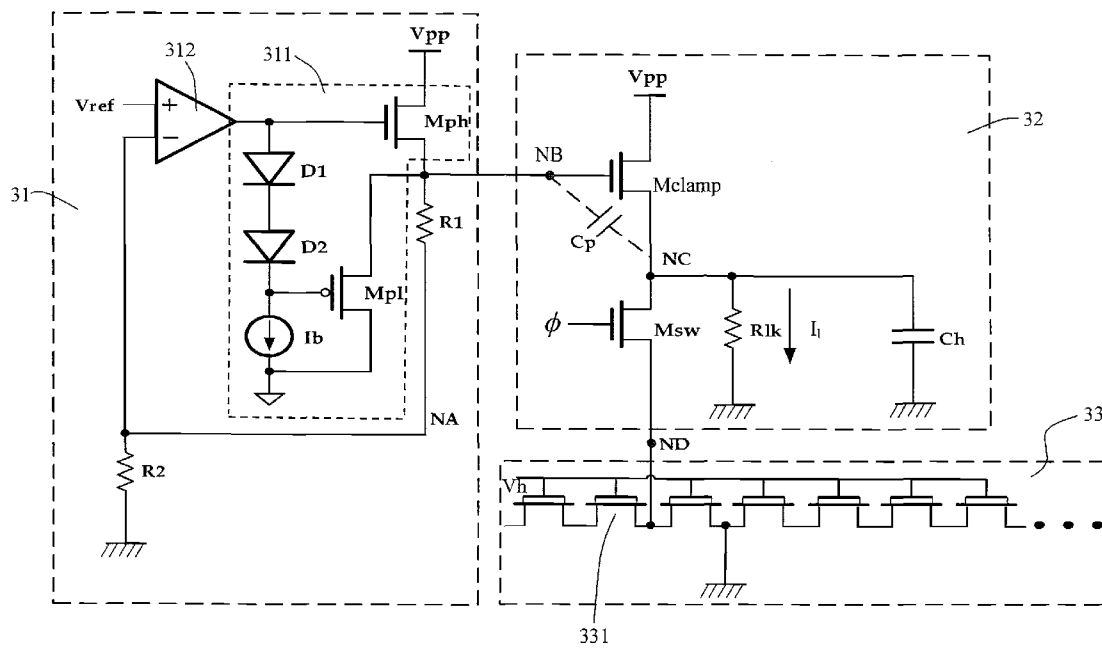 312
311
Vpp
Vref
+
−
Mph
D1
D2
31
R1
Mpl
Ib
NA
R2
Vpp
32
NB
Mclamp
Cp
NC
ϕ
Msw
Rlk
I₁
Ch
ND
33
Vh
331